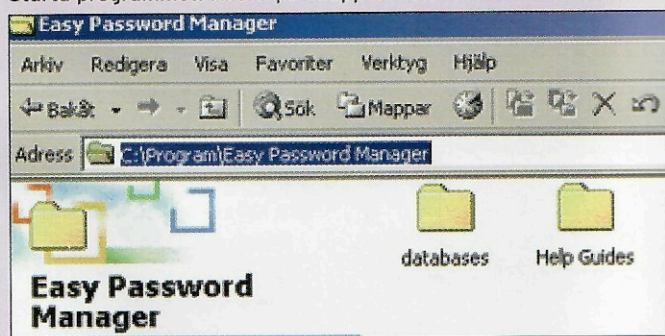 Easy Password Manager
Arkiv Redigera Visa Favoriter Verktyg Hjälp
Bakåt Sök Mappar
Adress C:\Program\Easy Password Manager
databases Help Guides
Easy Password
Manager